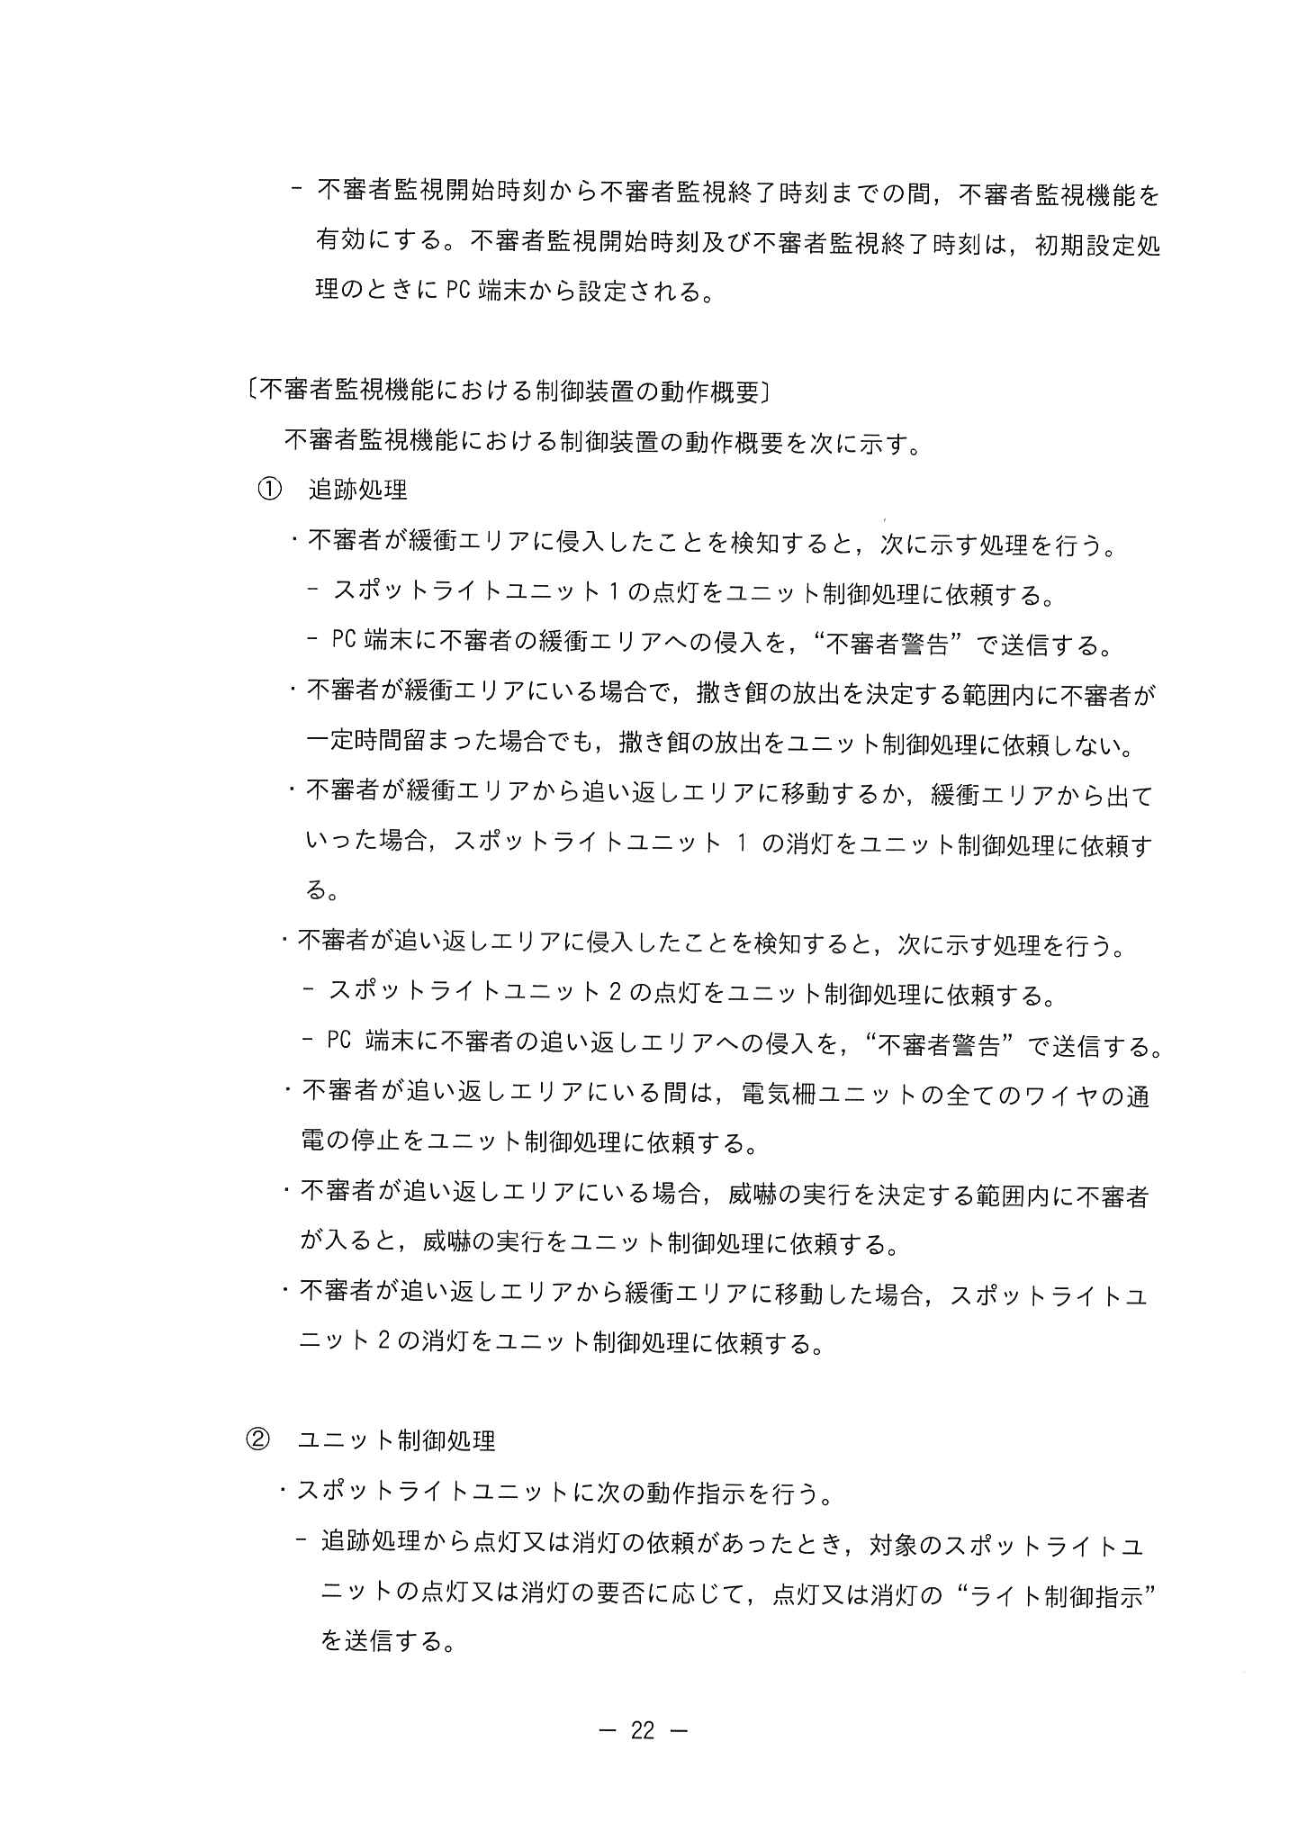 - 不審者監視開始時刻から不審者監視終了時刻までの間，不審者監視機能を
有効にする。不審者監視開始時刻及び不審者監視終了時刻は，初期設定処
理のときに PC 端末から設定される。
〔不審者監視機能における制御装置の動作概要〕
不審者監視機能における制御装置の動作概要を次に示す。
① 追跡処理
・不審者が緩衝エリアに侵入したことを検知すると，次に示す処理を行う。
- スポットライトユニット 1 の点灯をユニット制御処理に依頼する。
- PC 端末に不審者の緩衝エリアへの侵入を，“不審者警告”で送信する。
・不審者が緩衝エリアにいる場合で，撒き餌の放出を決定する範囲内に不審者が
一定時間留まった場合でも，撒き餌の放出をユニット制御処理に依頼しない。
・不審者が緩衝エリアから追い返しエリアに移動するか，緩衝エリアから出て
いった場合，スポットライトユニット 1 の消灯をユニット制御処理に依頼す
る。
・不審者が追い返しエリアに侵入したことを検知すると，次に示す処理を行う。
- スポットライトユニット 2 の点灯をユニット制御処理に依頼する。
- PC 端末に不審者の追い返しエリアへの侵入を，“不審者警告”で送信する。
・不審者が追い返しエリアにいる間は，電気柵ユニットの全てのワイヤの通
電の停止をユニット制御処理に依頼する。
・不審者が追い返しエリアにいる場合，威嚇の実行を決定する範囲内に不審者
が入ると，威嚇の実行をユニット制御処理に依頼する。
・不審者が追い返しエリアから緩衝エリアに移動した場合，スポットライトユ
ニット 2 の消灯をユニット制御処理に依頼する。
② ユニット制御処理
・スポットライトユニットに次の動作指示を行う。
- 追跡処理から点灯又は消灯の依頼があったとき，対象のスポットライトユ
ニットの点灯又は消灯の要否に応じて，点灯又は消灯の“ライト制御指示”
を送信する。
－ 22 －